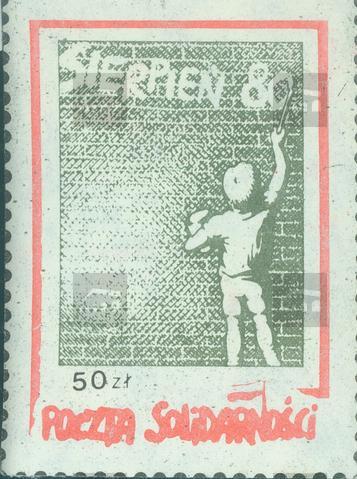 SIERPIEŃ 80
50 zł
POCZTA SOLIDARNOŚCI